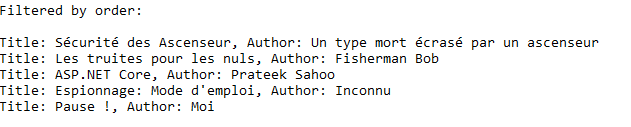 Filtered by order:
Title: Sécurité des Ascenseur, Author: Un type mort écrasé par un ascenseur
Title: Les truites pour les nuls, Author: Fisherman Bob
Title: ASP.NET Core, Author: Prateek Sahoo
Title: Espionnage: Mode d'emploi, Author: Inconnu
Title: Pause !, Author: Moi